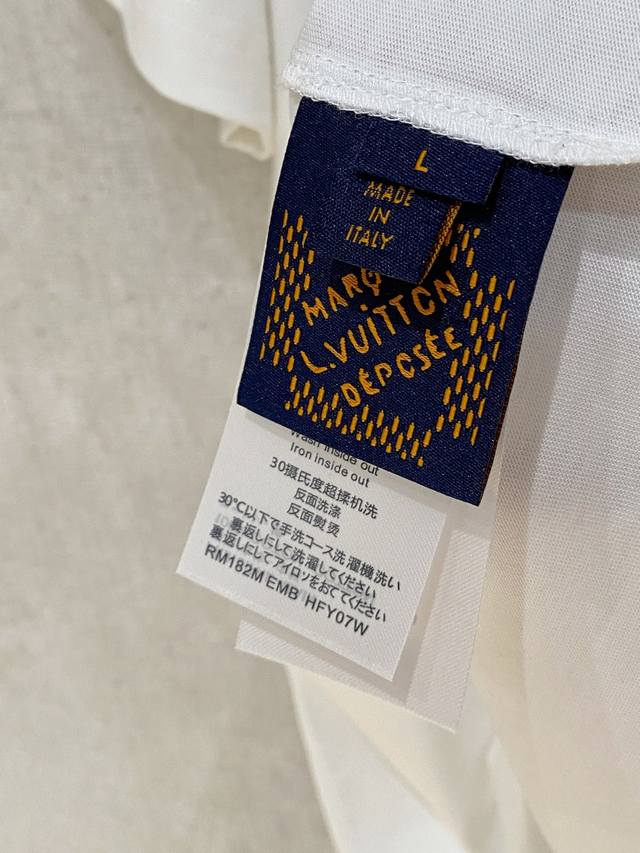 L
MADE
IN
ITALY
MARQ
L.VUITTON
DÉPOSÉE
Wash inside out
Iron inside out
30摄氏度超揉机洗
反面洗涤
反面熨烫
30℃以下で手洗コース洗濯機洗い
裏返しにして洗濯してください
裏返しにしてアイロンをおてください
RM182M EMB HFY07W